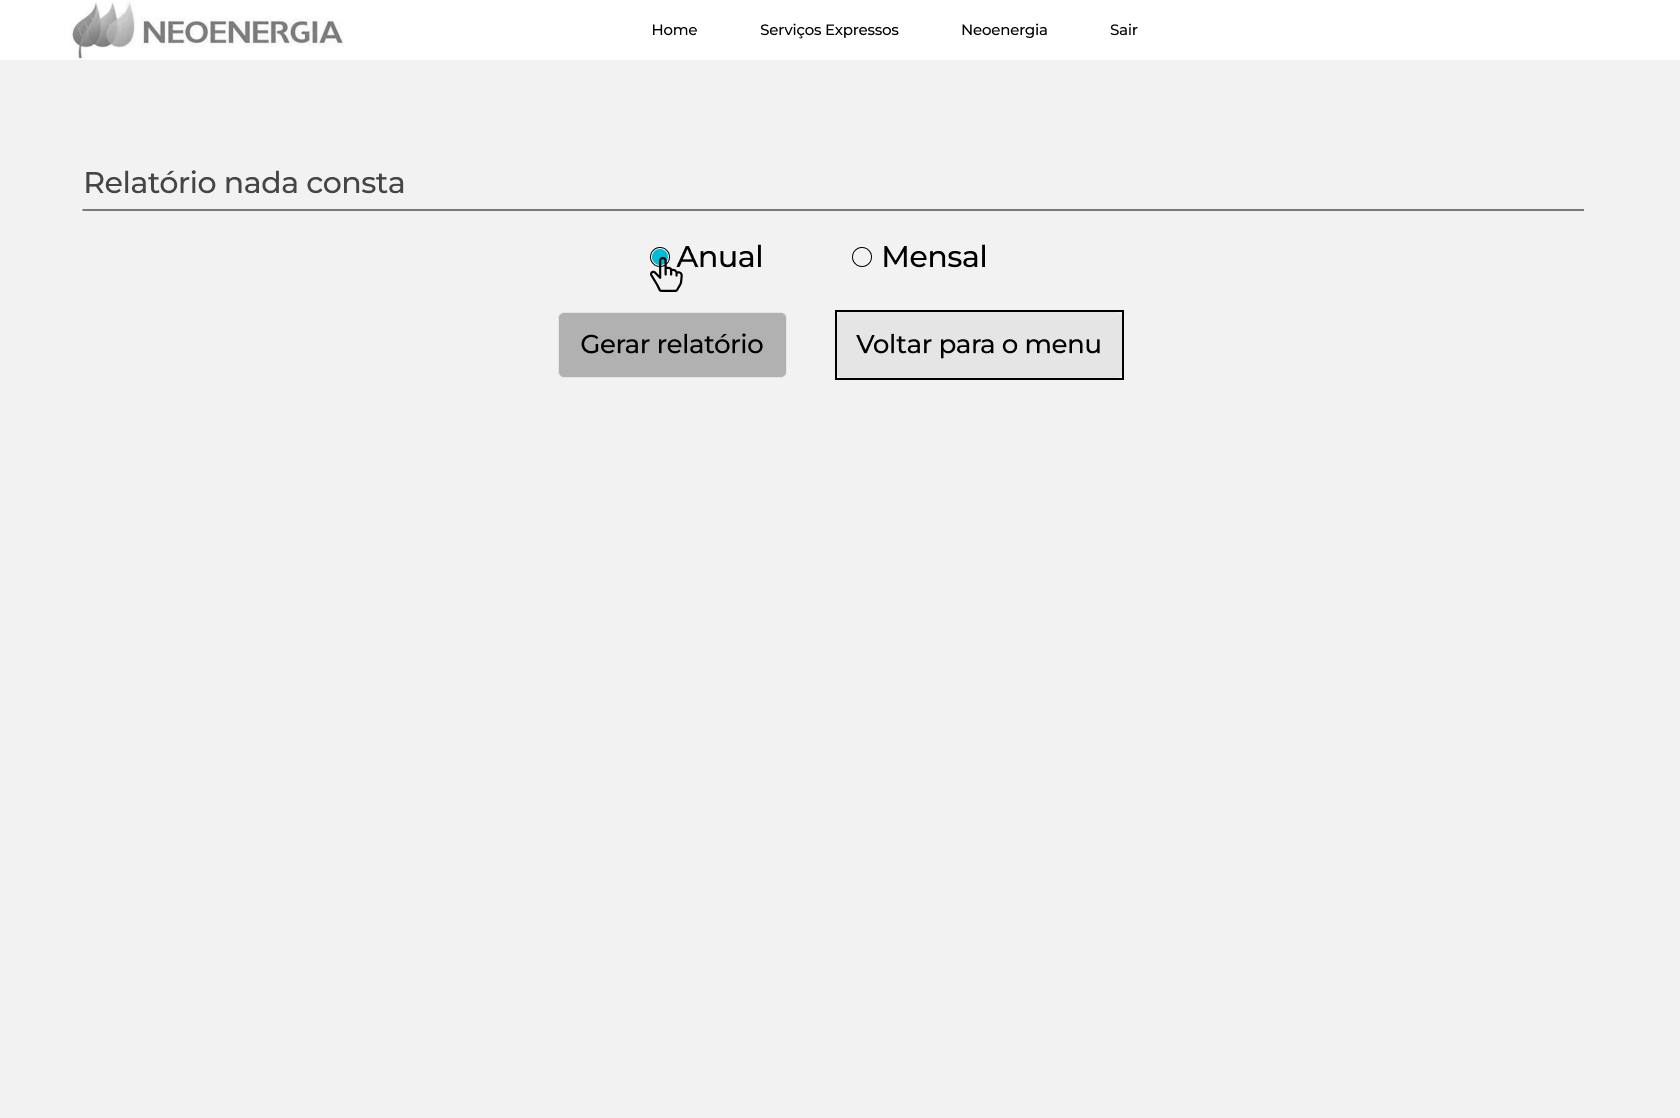 NEOENERGIA
Home Serviços Expressos Neoenergia Sair
Relatório nada consta
Anual Mensal
Gerar relatório Voltar para o menu